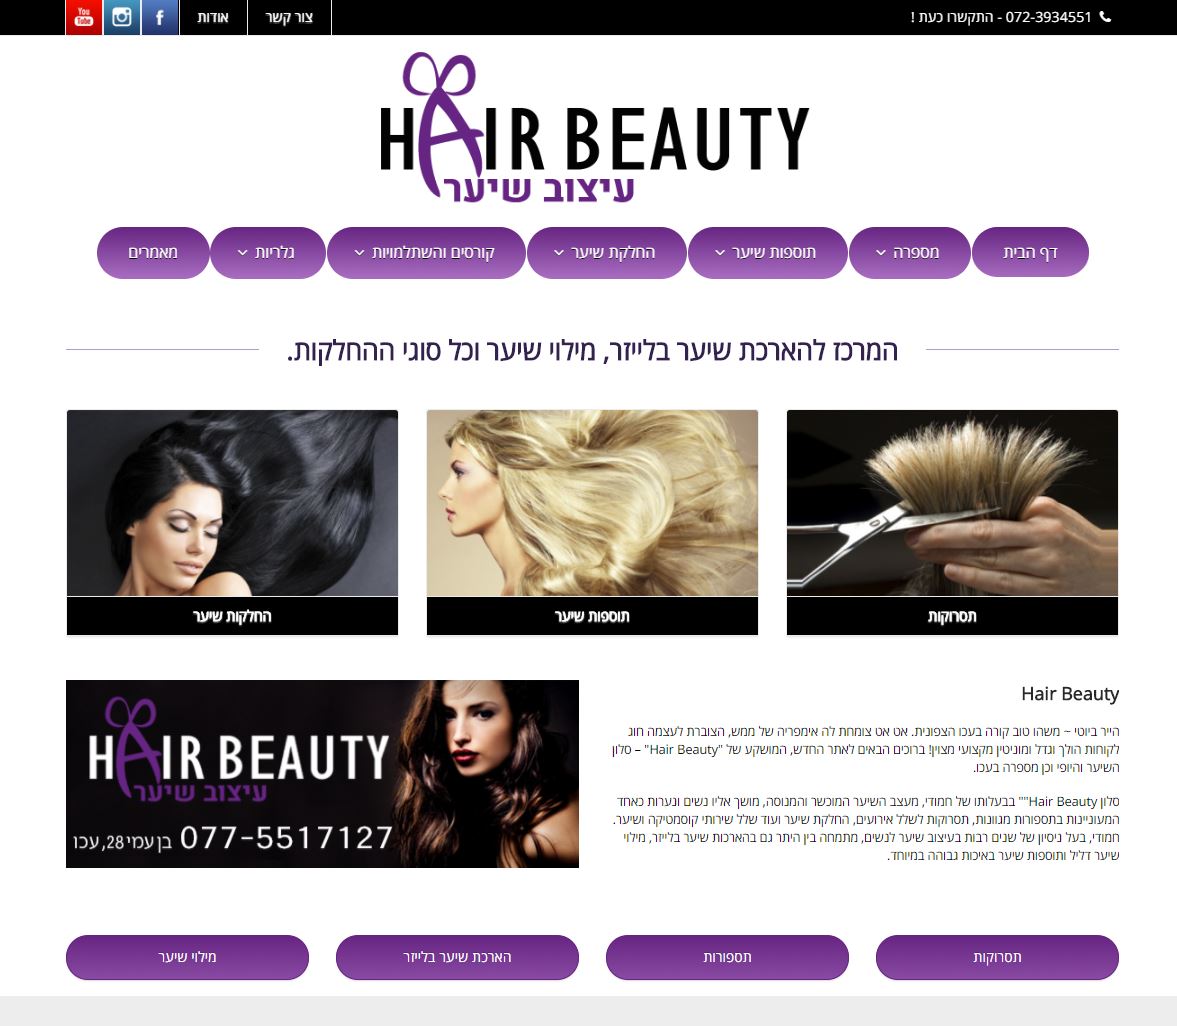 072-3934551 - התקשרו כעת !
צור קשר
אודות
You
Tube
f
HAIR BEAUTY
עיצוב שיער
דף הבית
מספרה
תוספות שיער
החלקת שיער
קורסים והשתלמויות
גלריות
מאמרים
המרכז להארכת שיער בלייזר, מילוי שיער וכל סוגי ההחלקות.
תסרוקות
תוספות שיער
החלקות שיער
Hair Beauty
הייר ביוטי ~ משהו טוב קורה בעכו הצפונית. אט אט צומחת לה אימפריה של ממש, הצוברת לעצמה חוג
לקוחות הולך וגדל ומוניטין מקצועי מצוין! ברוכים הבאים לאתר החדש, המושקע של "Hair Beauty" – סלון
השיער והיופי וכן מספרה בעכו.
סלון Hair Beauty"" בבעלותו של חמודי, מעצב השיער המוכשר והמנוסה, מושך אליו נשים ונערות כאחד
המעוניינות בתספורות מגוונות, תסרוקות לשלל אירועים, החלקת שיער ועוד שלל שירותי קוסמטיקה ושיער.
חמודי, בעל ניסיון של שנים רבות בעיצוב שיער לנשים, מתמחה בין היתר גם בהארכות שיער בלייזר, מילוי
שיער דליל ותוספות שיער באיכות גבוהה במיוחד.
HAIR BEAUTY
עיצוב שיער
077-5517127 בן עמי 28, עכו
תסרוקות
תספורות
הארכת שיער בלייזר
מילוי שיער